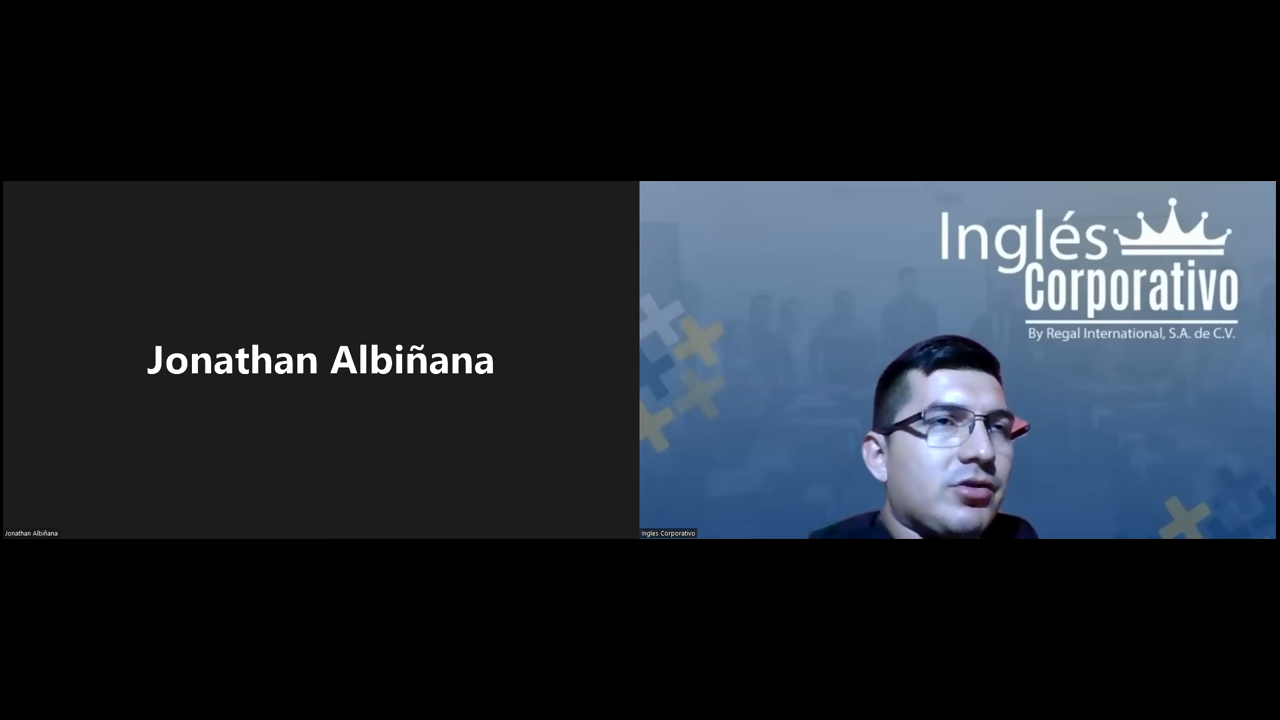 Jonathan Albiñana
Jonathan Albiñana
Inglés
Corporativo
By Regal International, S.A. de C.V.
Ingles Corporativo